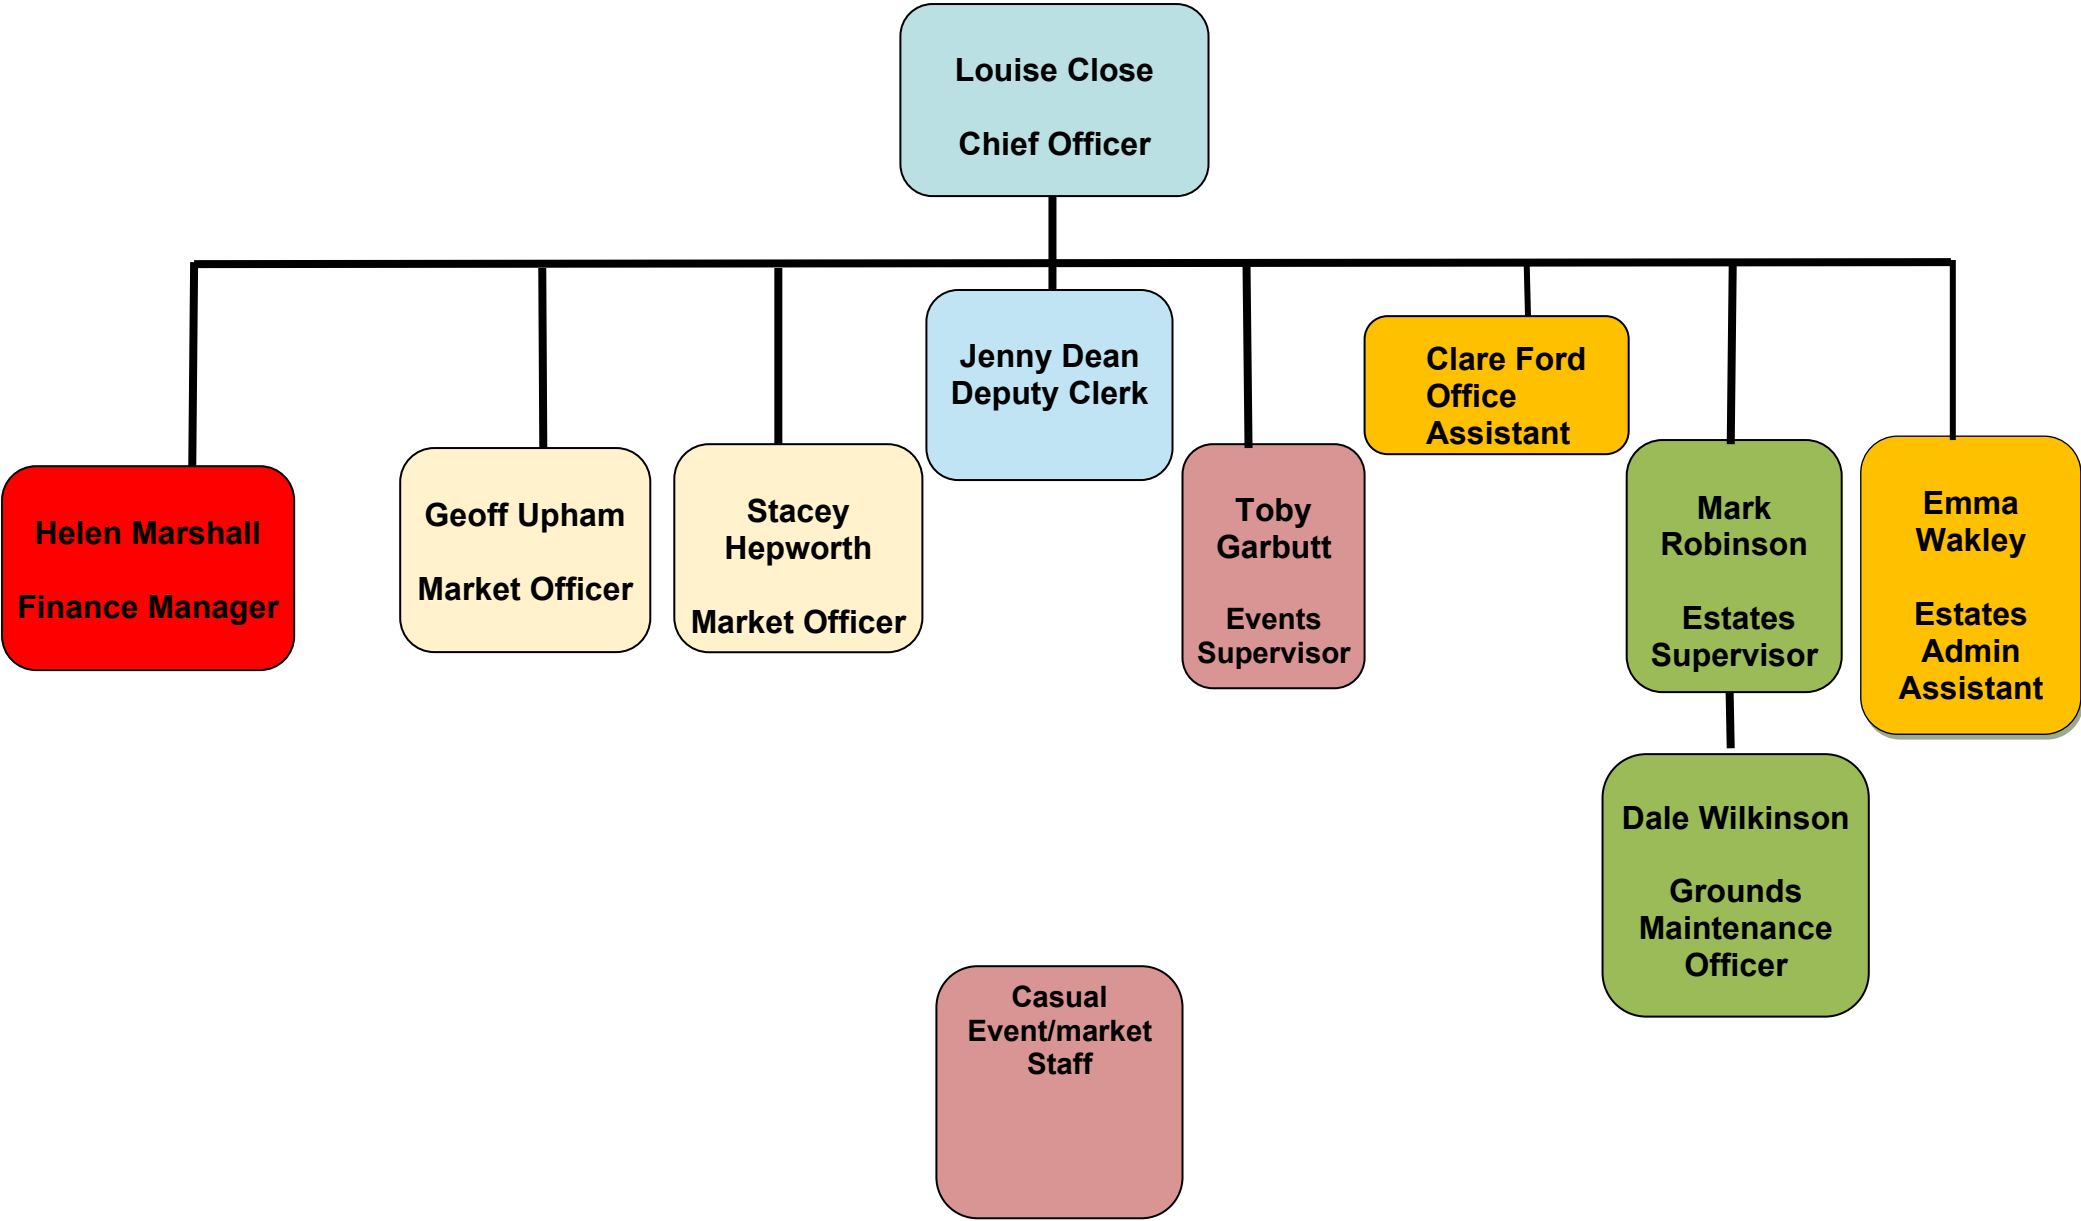 Louise Close
Chief Officer
Jenny Dean
Deputy Clerk
Clare Ford
Office
Assistant
Helen Marshall
Finance Manager
Geoff Upham
Market Officer
Stacey
Hepworth
Market Officer
Toby
Garbutt
Events
Supervisor
Mark
Robinson
Estates
Supervisor
Emma
Wakley
Estates
Admin
Assistant
Dale Wilkinson
Grounds
Maintenance
Officer
Casual
Event/market
Staff